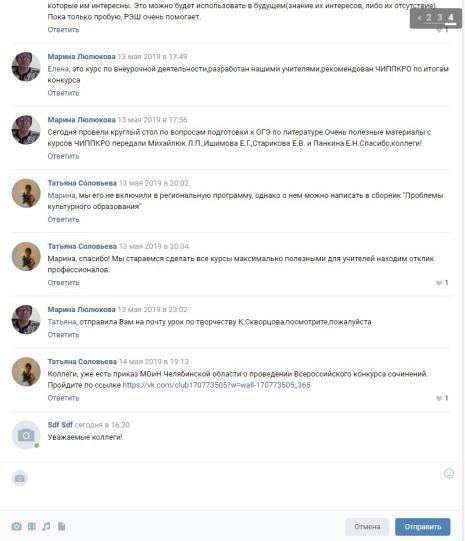 которые им интересны. Это можно будет использовать в будущем(знание их интересов, либо их отсутствие).
Пока только пробую, РЭШ очень помогает.
Ответить
1
« 2 3 4
Марина Люлюкова 13 мая 2019 в 17:49
Елена, это курс по внеурочной деятельности,разработан нашими учителями,рекомендован ЧИППКРО по итогам
конкурса
Ответить
Марина Люлюкова 13 мая 2019 в 17:56
Сегодня провели круглый стол по вопросам подготовки к ОГЭ по литературе.Очень полезные материалы с
курсов ЧИППКРО передали Михайлюк Л.П.,Ишимова Е.Г.,Старикова Е.В. и Панкина Е.Н.Спасибо,коллеги!
Ответить
Татьяна Соловьева 13 мая 2019 в 20:02
Марина, мы его не включили в региональную программу, однако о нем можно написать в сборник "Проблемы
культурного образования"
Ответить
Татьяна Соловьева 13 мая 2019 в 20:04
Марина, спасибо! Мы стараемся сделать все курсы максимально полезными для учителей находим отклик
профессионалов.
Ответить
1
Марина Люлюкова 13 мая 2019 в 23:02
Татьяна, отправила Вам на почту урок по творчеству К.Скворцова,посмотрите,пожалуйста
Ответить
Татьяна Соловьева 14 мая 2019 в 19:13
Коллеги, уже есть приказ МОиН Челябинской области о проведении Всероссийского конкурса сочинений.
Пройдите по ссылке https://vk.com/club170773505?w=wall-170773505_365
Ответить
1
Sdf Sdf сегодня в 16:30
Уважаемые коллеги!
Отмена
Отправить